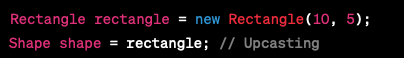 Rectangle rectangle = new Rectangle(10, 5);
Shape shape = rectangle; // Upcasting